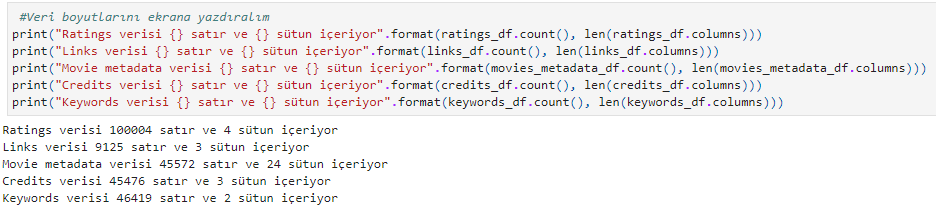 #Veri boyutlarını ekrana yazdıralım
print("Ratings verisi {} satır ve {} sütun içeriyor".format(ratings_df.count(), len(ratings_df.columns)))
print("Links verisi {} satır ve {} sütun içeriyor".format(links_df.count(), len(links_df.columns)))
print("Movie metadata verisi {} satır ve {} sütun içeriyor".format(movies_metadata_df.count(), len(movies_metadata_df.columns)))
print("Credits verisi {} satır ve {} sütun içeriyor".format(credits_df.count(), len(credits_df.columns)))
print("Keywords verisi {} satır ve {} sütun içeriyor".format(keywords_df.count(), len(keywords_df.columns)))
Ratings verisi 100004 satır ve 4 sütun içeriyor
Links verisi 9125 satır ve 3 sütun içeriyor
Movie metadata verisi 45572 satır ve 24 sütun içeriyor
Credits verisi 45476 satır ve 3 sütun içeriyor
Keywords verisi 46419 satır ve 2 sütun içeriyor